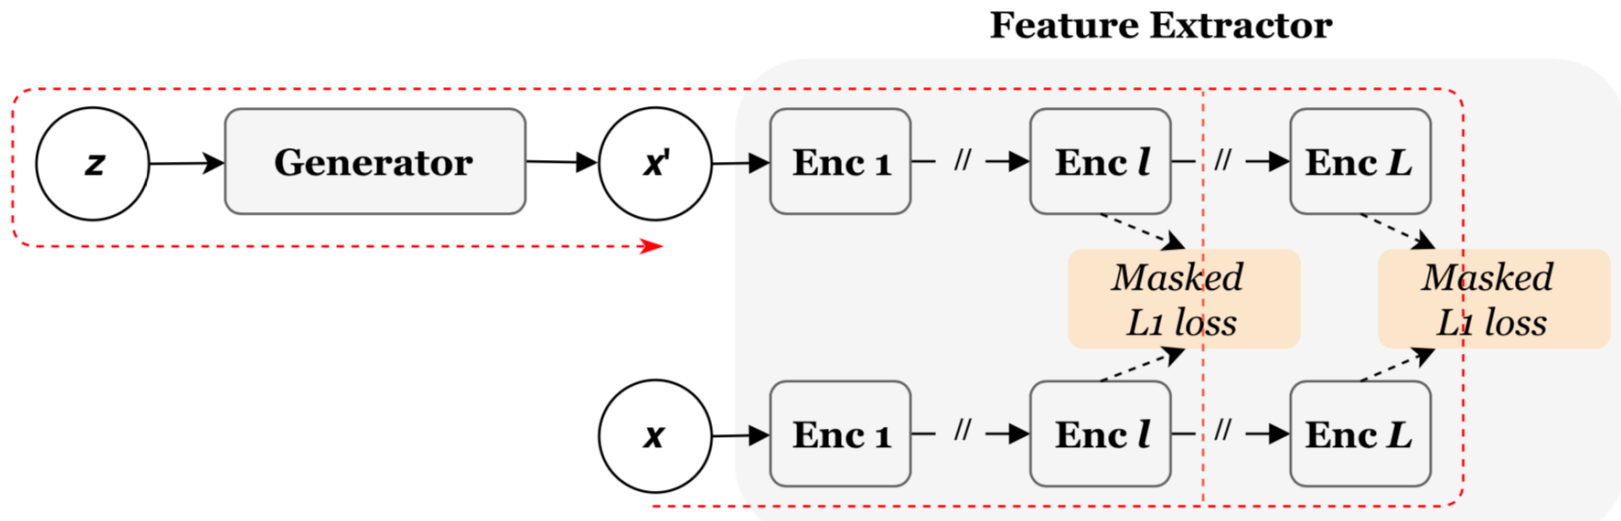 Feature Extractor
z
Generator
x'
Enc 1
//
Enc l
//
Enc L
Masked
L1 loss
Masked
L1 loss
x
Enc 1
//
Enc l
//
Enc L